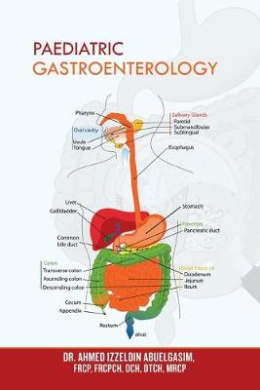 PAEDIATRIC
GASTROENTEROLOGY
Pharynx
Salivary Glands
Parotid
Submandibular
Sublingual
Oral cavity
Uvula
Tongue
Esophagus
Liver
Gallbladder
Stomach
Pancreas
Pancreatic duct
Common
bile duct
Colon
Transverse colon
Ascending colon
Descending colon
Duodenum
Jejunum
Ileum
Cecum
Appendix
Rectum
anus
DR. AHMED IZZELDIN ABUELGASIM,
FRCP, FRCPCH, DCH, DTCH, MRCP